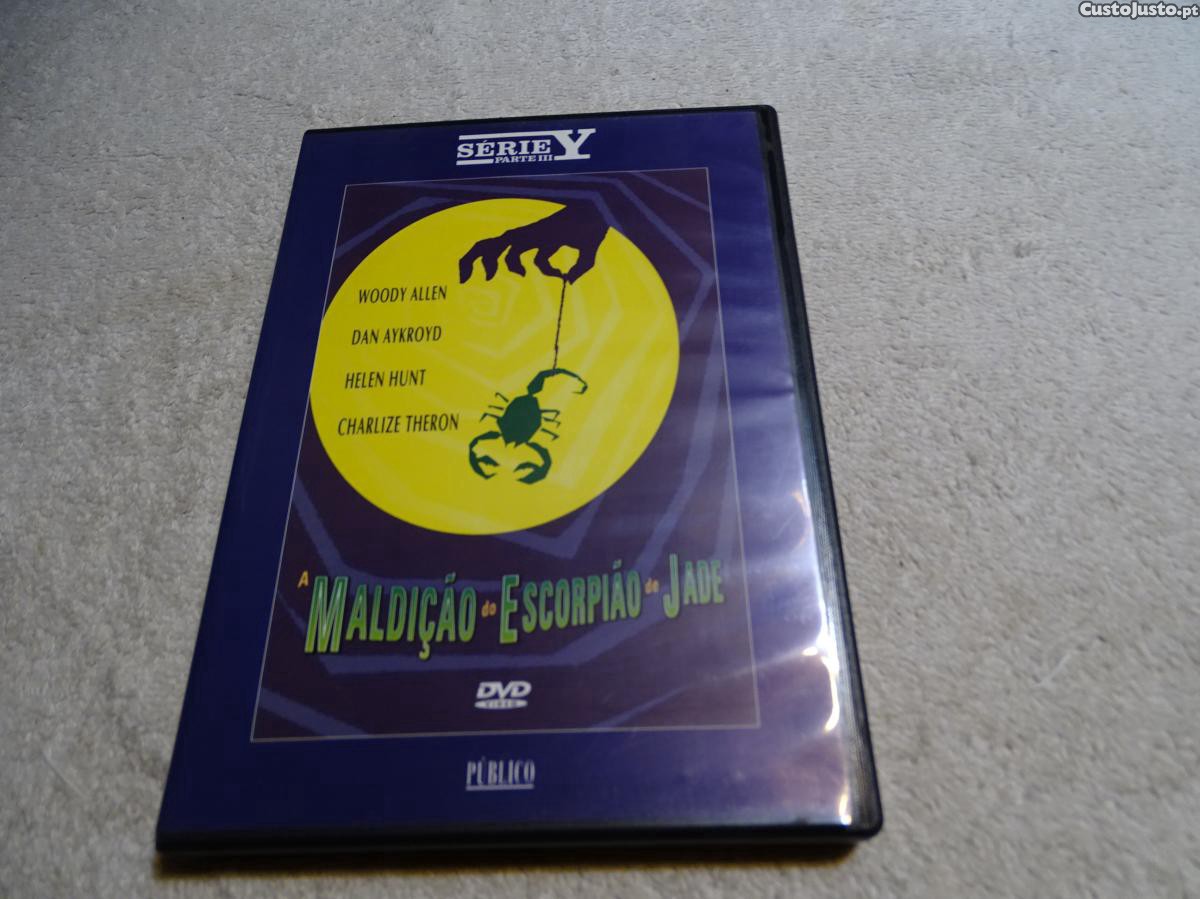 CustoJusto.pt
SÉRIE Y
PARTE III
WOODY ALLEN
DAN AYKROYD
HELEN HUNT
CHARLIZE THERON
A MALDIÇÃO do ESCORPIÃO de JADE
DVD
VIDEO
PÚBLICO